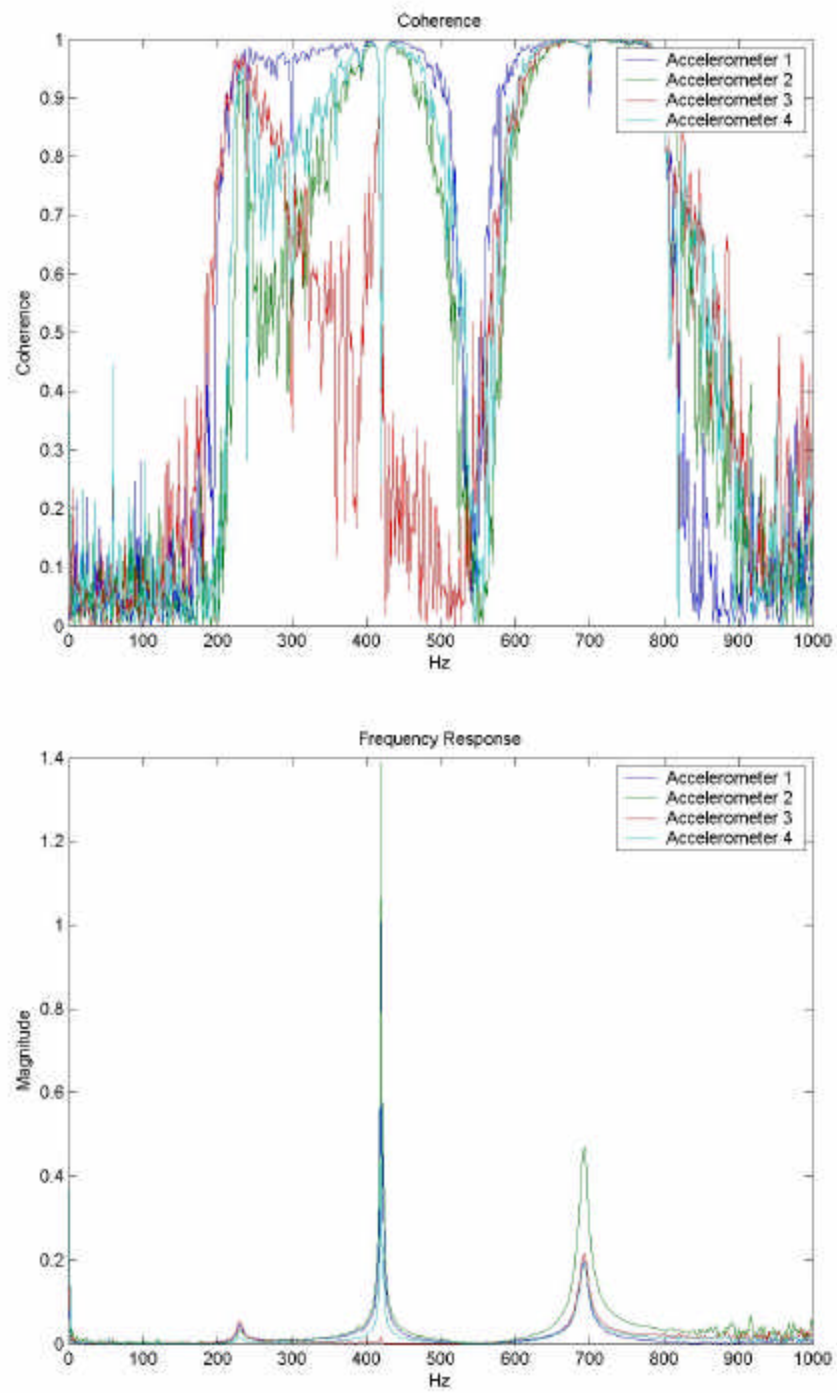 Coherence
1
0.9
0.8
0.7
0.6
0.5
0.4
0.3
0.2
0.1
0
Coherence
Accelerometer 1
Accelerometer 2
Accelerometer 3
Accelerometer 4
0 100 200 300 400 500 600 700 800 900 1000
Hz
Frequency Response
1.4
1.2
1
0.8
0.6
0.4
0.2
0
Magnitude
Accelerometer 1
Accelerometer 2
Accelerometer 3
Accelerometer 4
0 100 200 300 400 500 600 700 800 900 1000
Hz